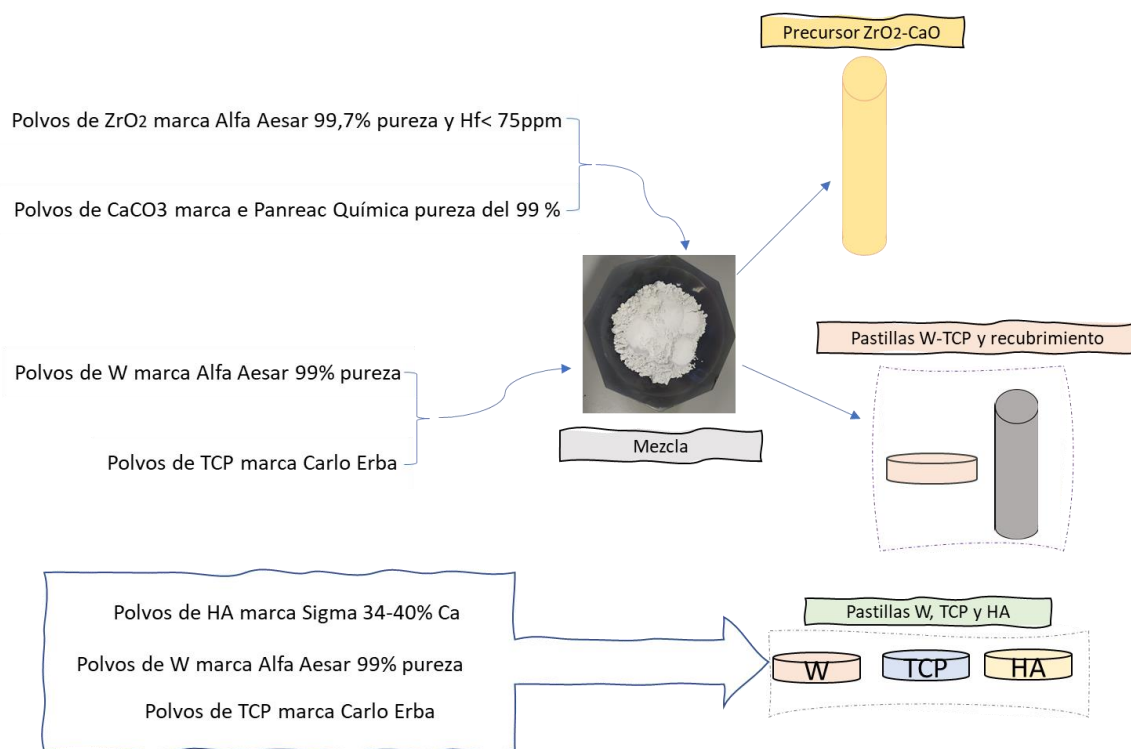 Precursor ZrO2-CaO
Polvos de ZrO2 marca Alfa Aesar 99,7% pureza y Hf< 75ppm
Polvos de CaCO3 marca e Panreac Química pureza del 99 %
Pastillas W-TCP y recubrimiento
Polvos de W marca Alfa Aesar 99% pureza
Mezcla
Polvos de TCP marca Carlo Erba
Polvos de HA marca Sigma 34-40% Ca
Polvos de W marca Alfa Aesar 99% pureza
Polvos de TCP marca Carlo Erba
Pastillas W, TCP y HA
W
TCP
HA